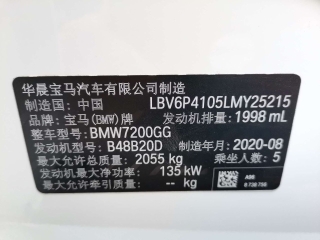 华晨宝马汽车有限公司制造
制造国：中国 LBV6P4105LMY25215
品牌：宝马(BMW)牌 发动机排量：1998 mL
整车型号：BMW7200GG
发动机型号：B48B20D 制造年月：2020-08
最大允许总质量：2055 kg 乘坐人数：5
发动机最大净功率：135 kW
最大允许牵引质量：- kg
A96